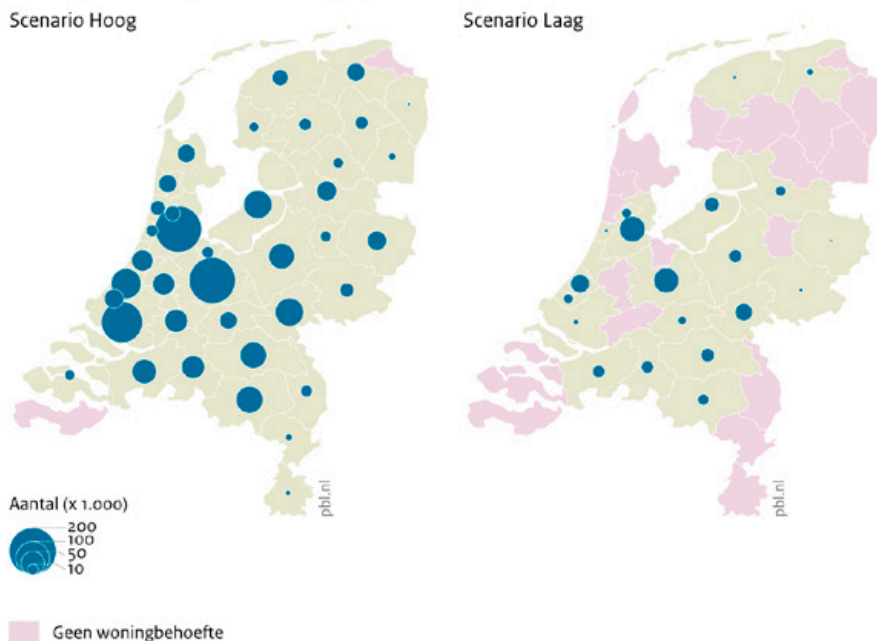 Scenario Hoog
Scenario Laag
pbl.nl
pbl.nl
Aantal (x 1.000)
200
100
50
10
Geen woningbehoefte